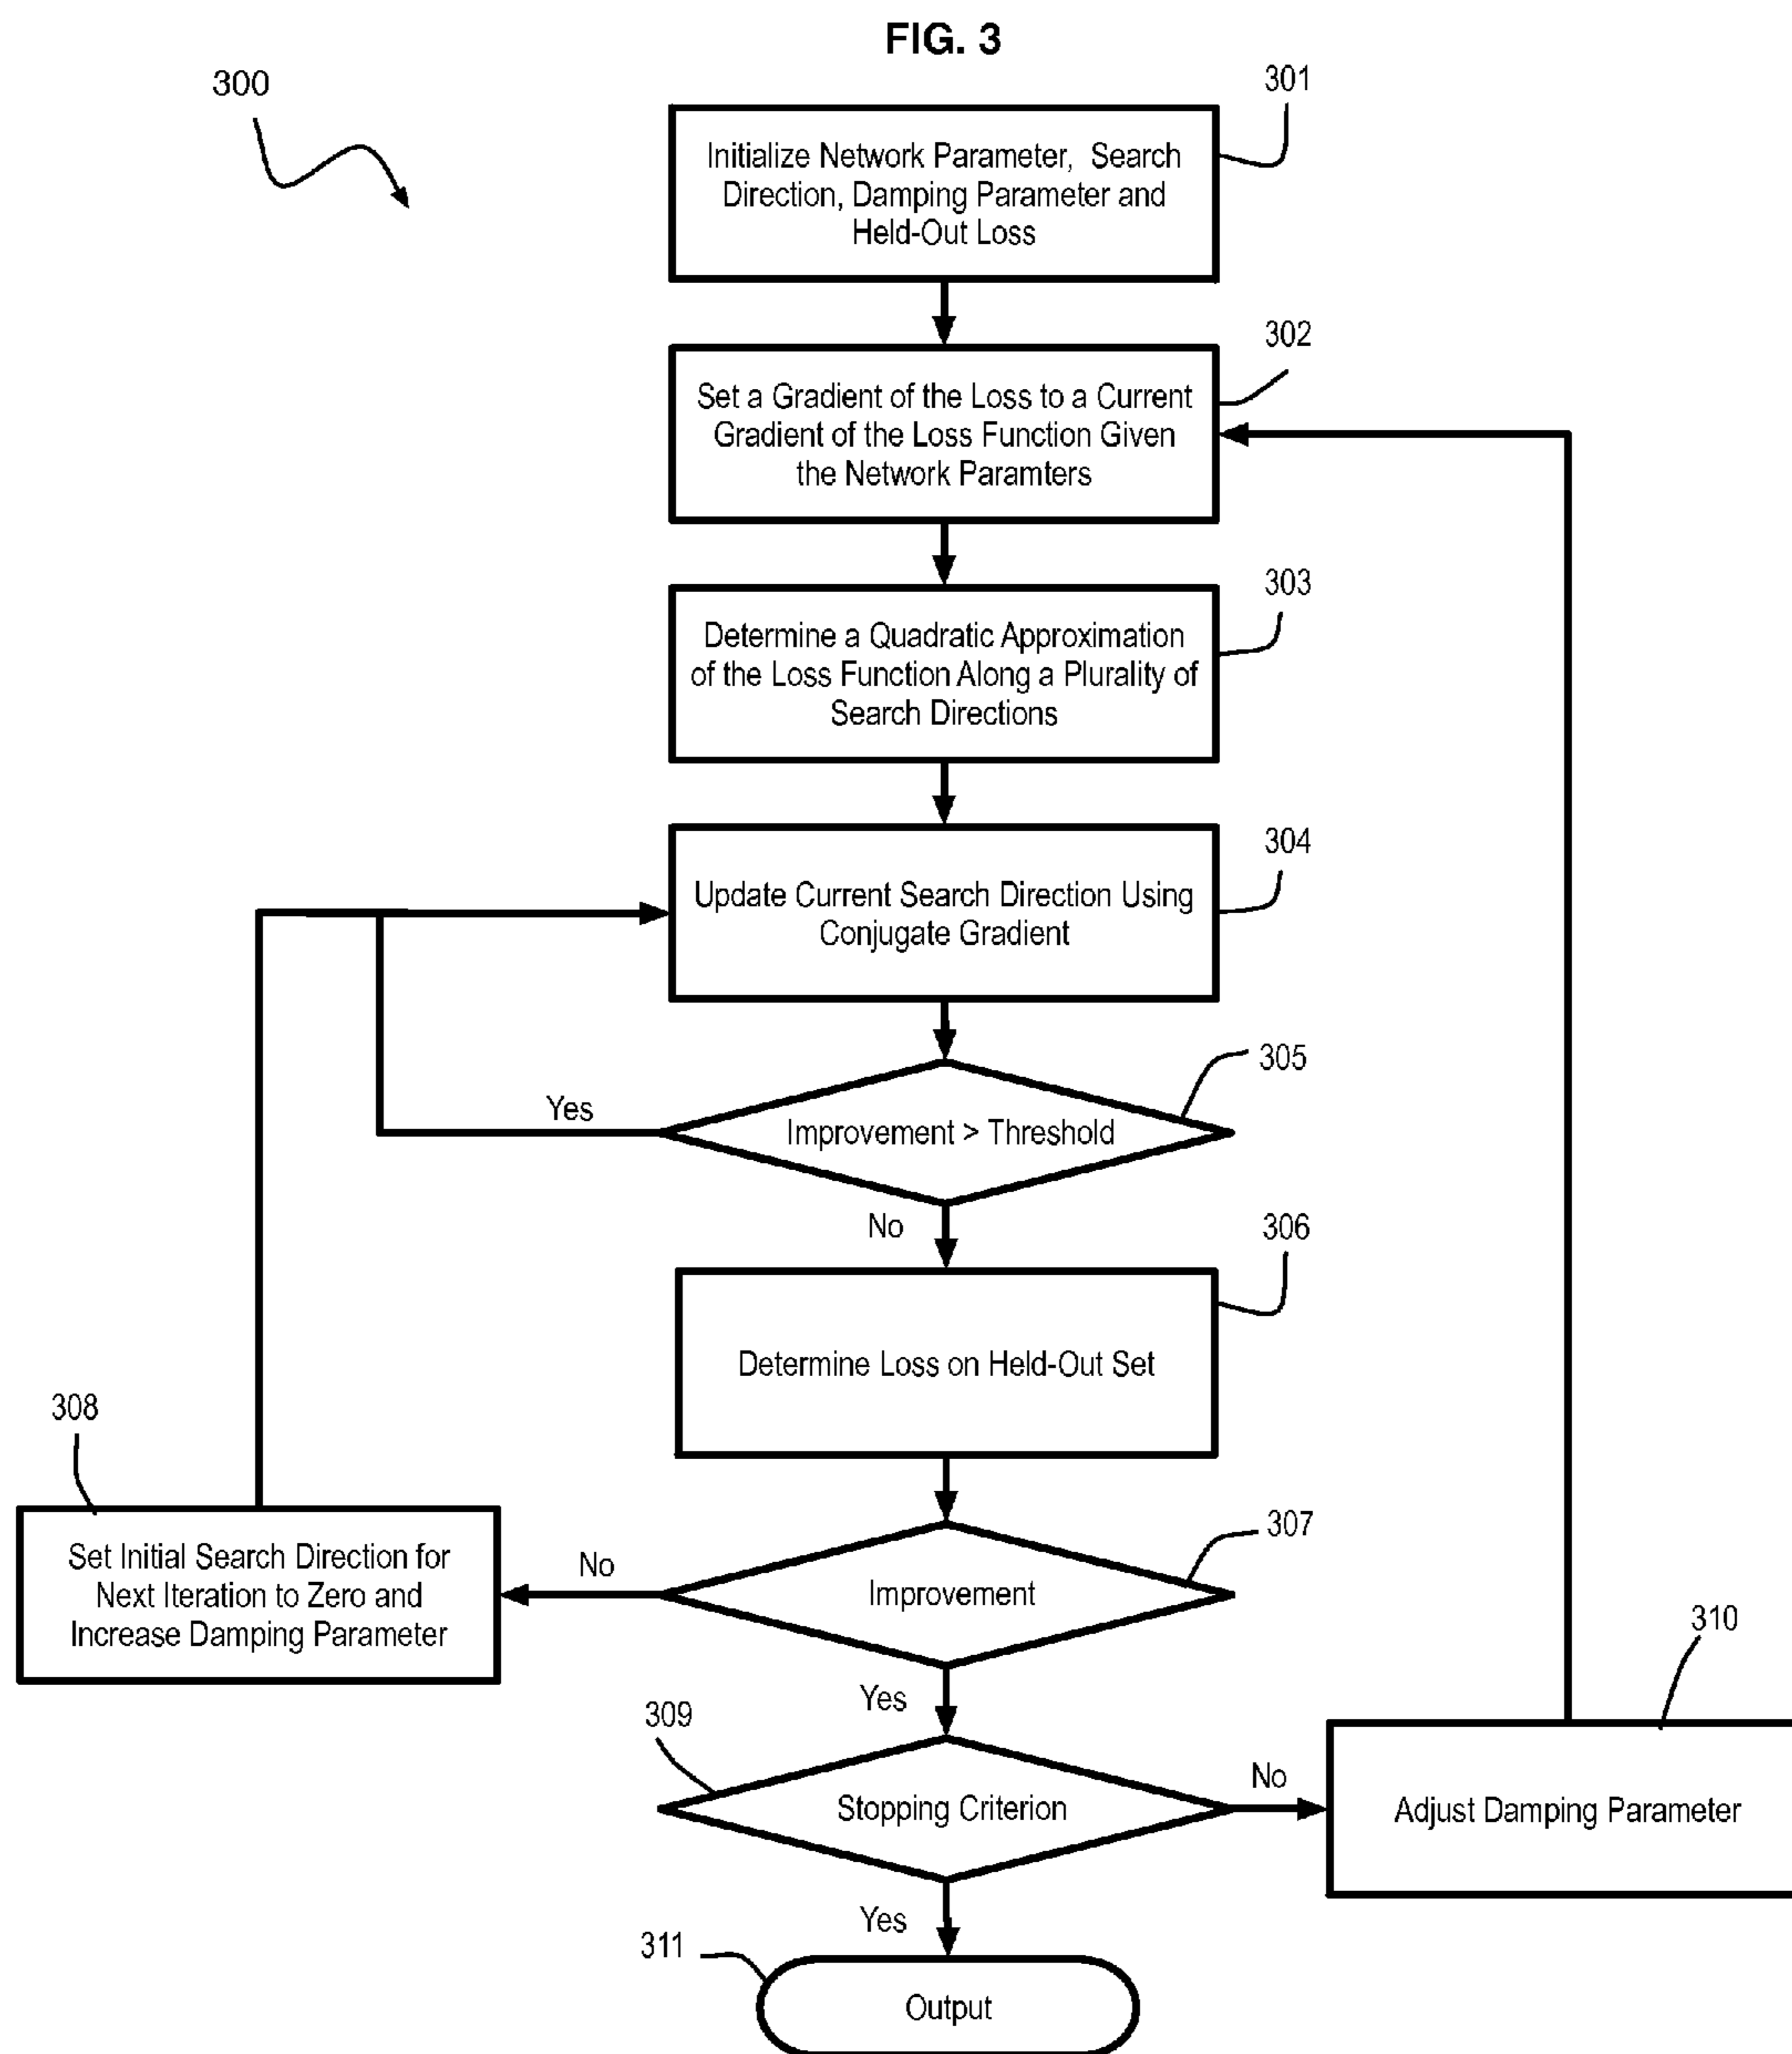 FIG. 3
300
301
Initialize Network Parameter, Search
Direction, Damping Parameter and
Held-Out Loss
302
Set a Gradient of the Loss to a Current
Gradient of the Loss Function Given
the Network Paramters
303
Determine a Quadratic Approximation
of the Loss Function Along a Plurality of
Search Directions
304
Update Current Search Direction Using
Conjugate Gradient
305
Yes
Improvement > Threshold
No
306
Determine Loss on Held-Out Set
308
Set Initial Search Direction for
Next Iteration to Zero and
Increase Damping Parameter
No
307
Improvement
Yes
309
Stopping Criterion
No
310
Adjust Damping Parameter
Yes
311
Output